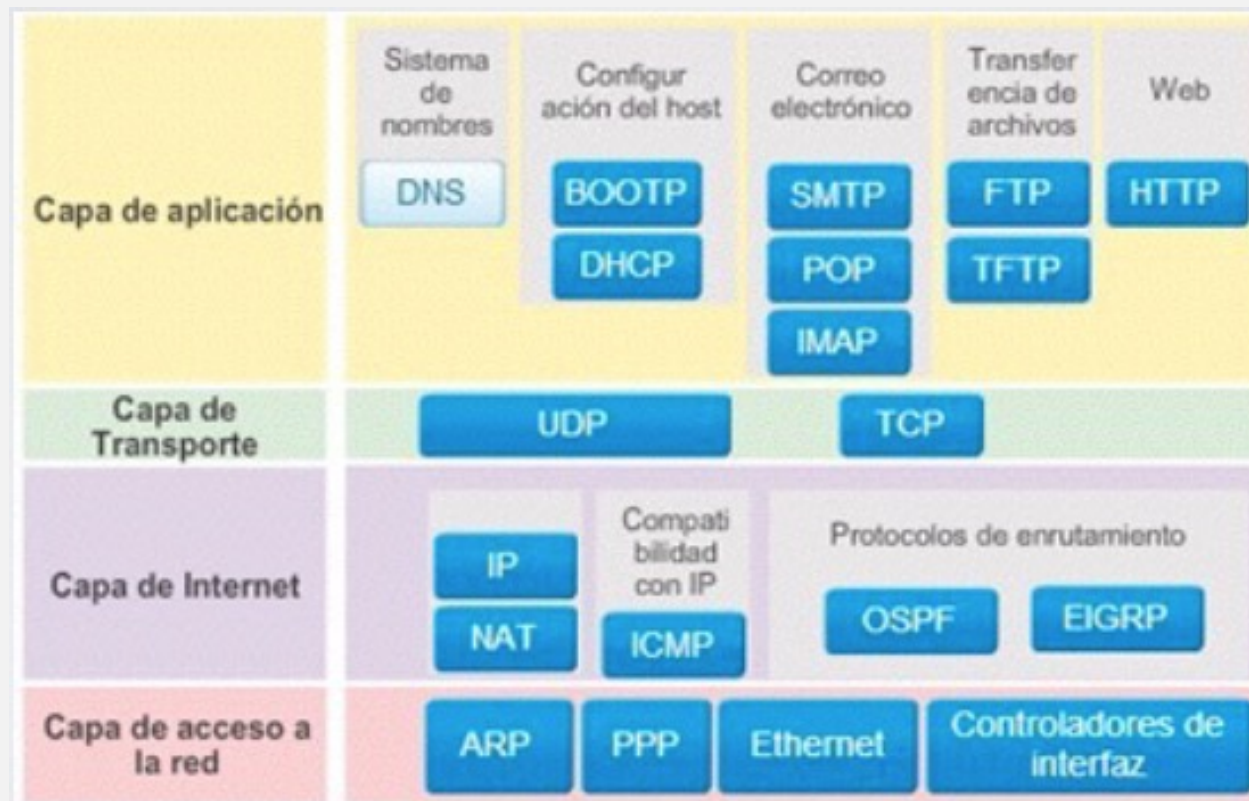 Capa de aplicación
Sistema
de
nombres
DNS
Configur
ación del host
BOOTP
DHCP
Correo
electrónico
SMTP
POP
IMAP
Transfer
encia de
archivos
FTP
TFTP
Web
HTTP
Capa de
Transporte
UDP
TCP
Capa de Internet
IP
NAT
Compati
bilidad
con IP
ICMP
Protocolos de enrutamiento
OSPF
EIGRP
Capa de acceso a
la red
ARP
PPP
Ethernet
Controladores de
interfaz